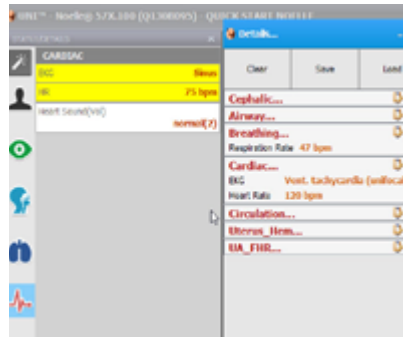 UNI™ - Noelle@ S7X.100 (Q1308095) - QUICK START NOELLE
CARDIAC
EKG Sinus
HR 75 bpm
Heart Sound(Vol)
normal(7)
Details...
Clear Save Load
Cephalic...
Airway...
Breathing...
Respiration Rate 47 bpm
Cardiac...
EKG Vent. tachycardia (unifocal
Heart Rate 120 bpm
Circulation...
Uterus_Hem...
UA_FHR...